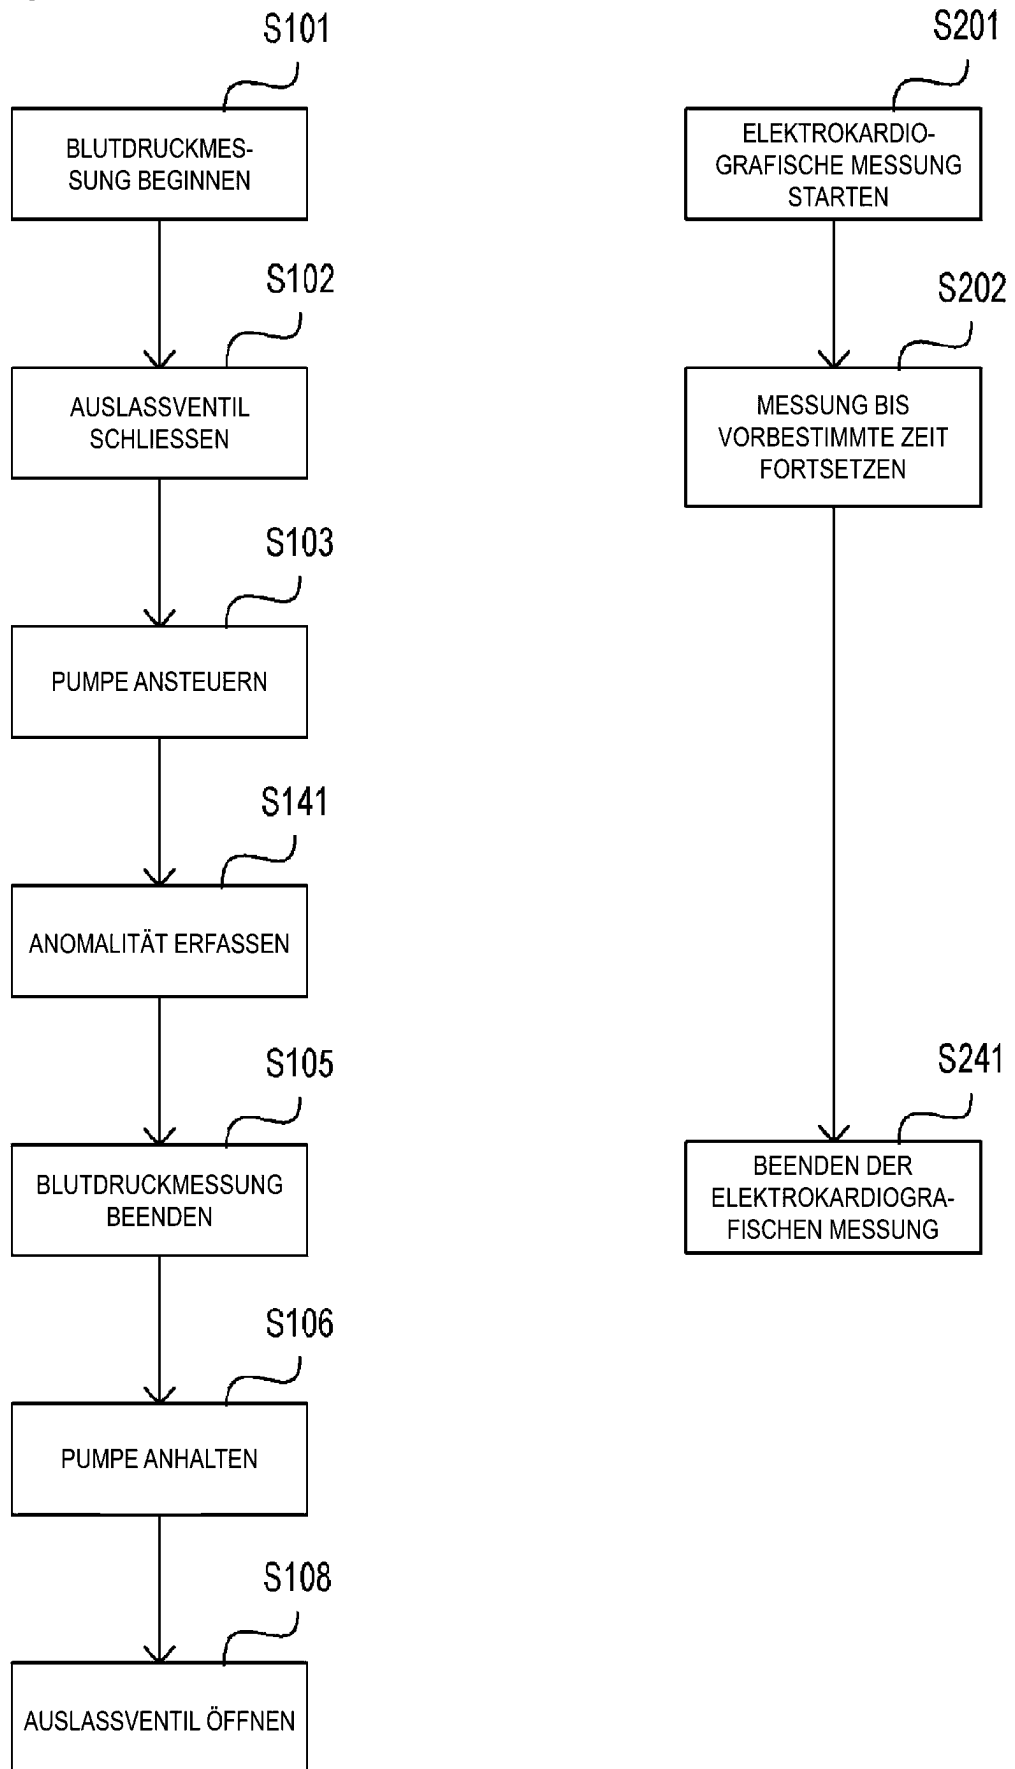 S101
BLUTDRUCKMES-
SUNG BEGINNEN
S102
AUSLASSVENTIL
SCHLIESSEN
S103
PUMPE ANSTEUERN
S141
ANOMALITÄT ERFASSEN
S105
BLUTDRUCKMESSUNG
BEENDEN
S106
PUMPE ANHALTEN
S108
AUSLASSVENTIL ÖFFNEN
S201
ELEKTROKARDIO-
GRAFISCHE MESSUNG
STARTEN
S202
MESSUNG BIS
VORBESTIMMTE ZEIT
FORTSETZEN
S241
BEENDEN DER
ELEKTROKARDIOGRA-
FISCHEN MESSUNG